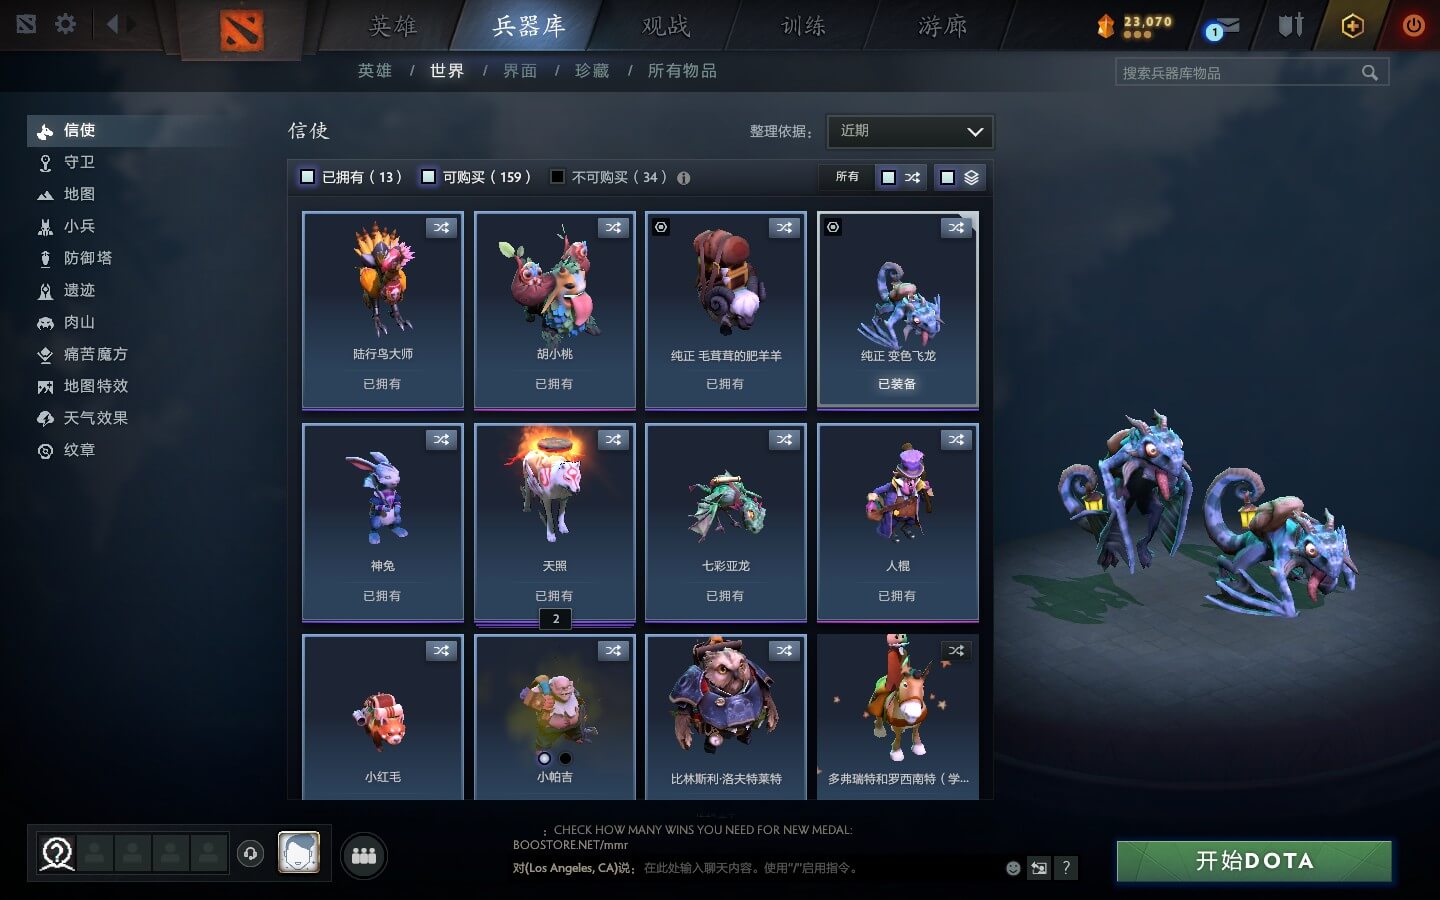 英雄 兵器库 观战 训练 游廊 23,070 1
英雄 / 世界 / 界面 / 珍藏 / 所有物品
搜索兵器库物品
信使
守卫
地图
小兵
防御塔
遗迹
肉山
痛苦魔方
地图特效
天气效果
纹章
信使 整理依据： 近期
已拥有（13） 可购买（159） 不可购买（34） 所有
陆行鸟大师 胡小桃 纯正 毛茸茸的肥羊羊 纯正 变色飞龙
已拥有 已拥有 已拥有 已装备
神兔 天照 七彩亚龙 人棍
已拥有 已拥有 已拥有 已拥有
2
小红毛 小帕吉 比林斯利·洛夫特莱特 多弗瑞特和罗西南特（学...
： CHECK HOW MANY WINS YOU NEED FOR NEW MEDAL:
BOOSTORE.NET/mmr
对(Los Angeles, CA)说： 在此处输入聊天内容。使用“/”启用指令。
?
开始DOTA